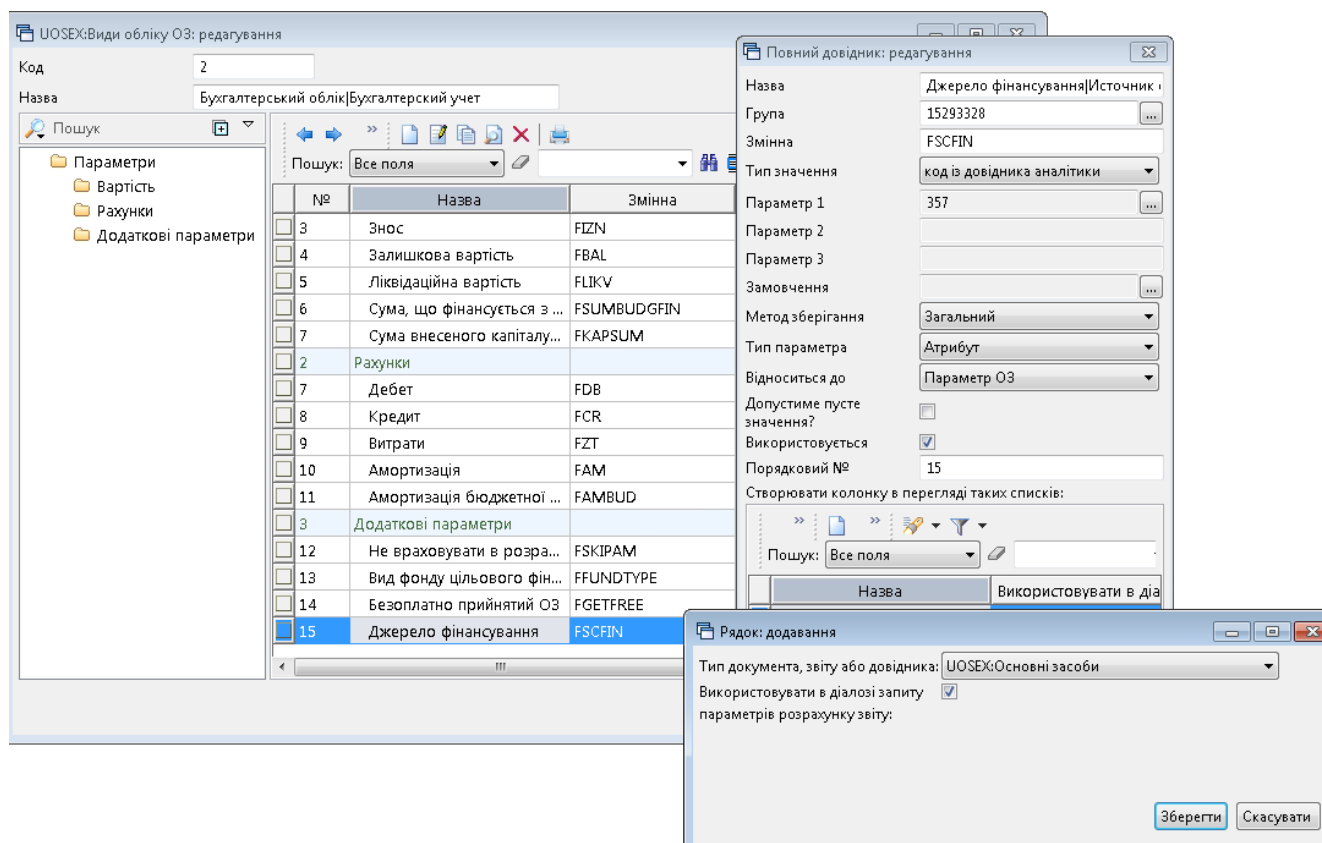 UOSEX:Види обліку ОЗ: редагування
Код 2
Назва Бухгалтерський облік|Бухгалтерский учет
Пошук
Параметри
Вартість
Рахунки
Додаткові параметри
Пошук: Все поля
№ Назва Змінна
3 Знос FIZN
4 Залишкова вартість FBAL
5 Ліквідаційна вартість FLIKV
6 Сума, що фінансується з ... FSUMBUDGFIN
7 Сума внесеного капіталу... FKAPSUM
2 Рахунки
7 Дебет FDB
8 Кредит FCR
9 Витрати FZT
10 Амортизація FAM
11 Амортизація бюджетної ... FAMBUD
3 Додаткові параметри
12 Не враховувати в розра... FSKIPAM
13 Вид фонду цільового фін... FFUNDTYPE
14 Безоплатно прийнятий ОЗ FGETFREE
15 Джерело фінансування FSCFIN
Повний довідник: редагування
Назва Джерело фінансування|Источник
Група 15293328 ...
Змінна FSCFIN
Тип значення код із довідника аналітики
Параметр 1 357 ...
Параметр 2
Параметр 3
Замовчення ...
Метод зберігання Загальний
Тип параметра Атрибут
Відноситься до Параметр ОЗ
Допустиме пусте
значення?
Використовується
Порядковий № 15
Створювати колонку в перегляді таких списків:
Пошук: Все поля
Назва Використовувати в діа
Рядок: додавання
Тип документа, звіту або довідника: UOSEX:Основні засоби
Використовувати в діалозі запиту
параметрів розрахунку звіту:
Зберегти Скасувати